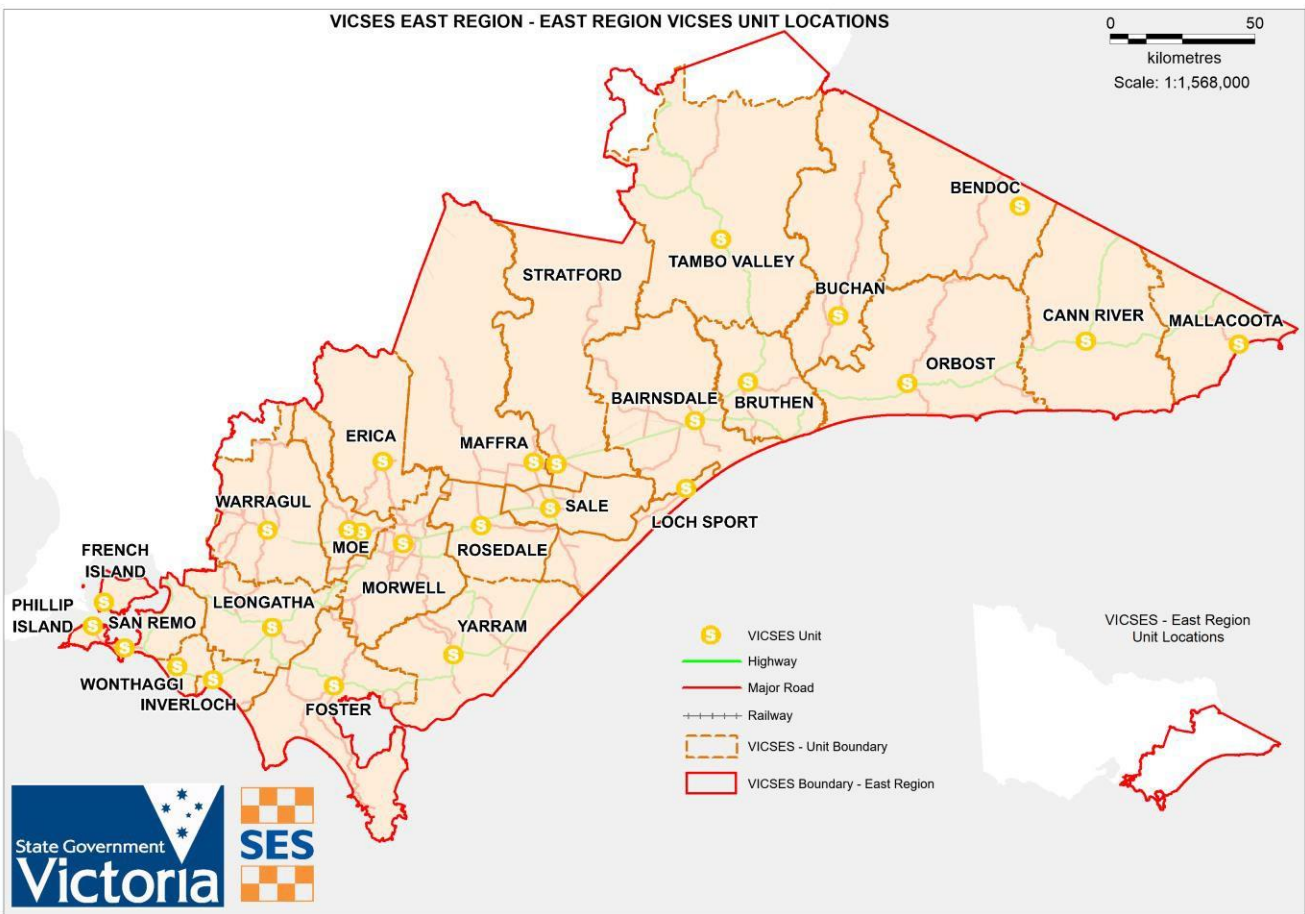 VICSES EAST REGION - EAST REGION VICSES UNIT LOCATIONS
0 50
kilometres
Scale: 1:1,568,000
BENDOC
TAMBO VALLEY
STRATFORD
BUCHAN
CANN RIVER
MALLACOOTA
ORBOST
BAIRNSDALE
BRUTHEN
ERICA
MAFFRA
WARRAGUL
SALE
LOCH SPORT
MOE
ROSEDALE
FRENCH
ISLAND
MORWELL
LEONGATHA
PHILLIP
ISLAND
SAN REMO
YARRAM
WONTHAGGI
INVERLOCH
FOSTER
S VICSES Unit
Highway
Major Road
Railway
VICSES - Unit Boundary
VICSES Boundary - East Region
VICSES - East Region
Unit Locations
State Government
Victoria
SES